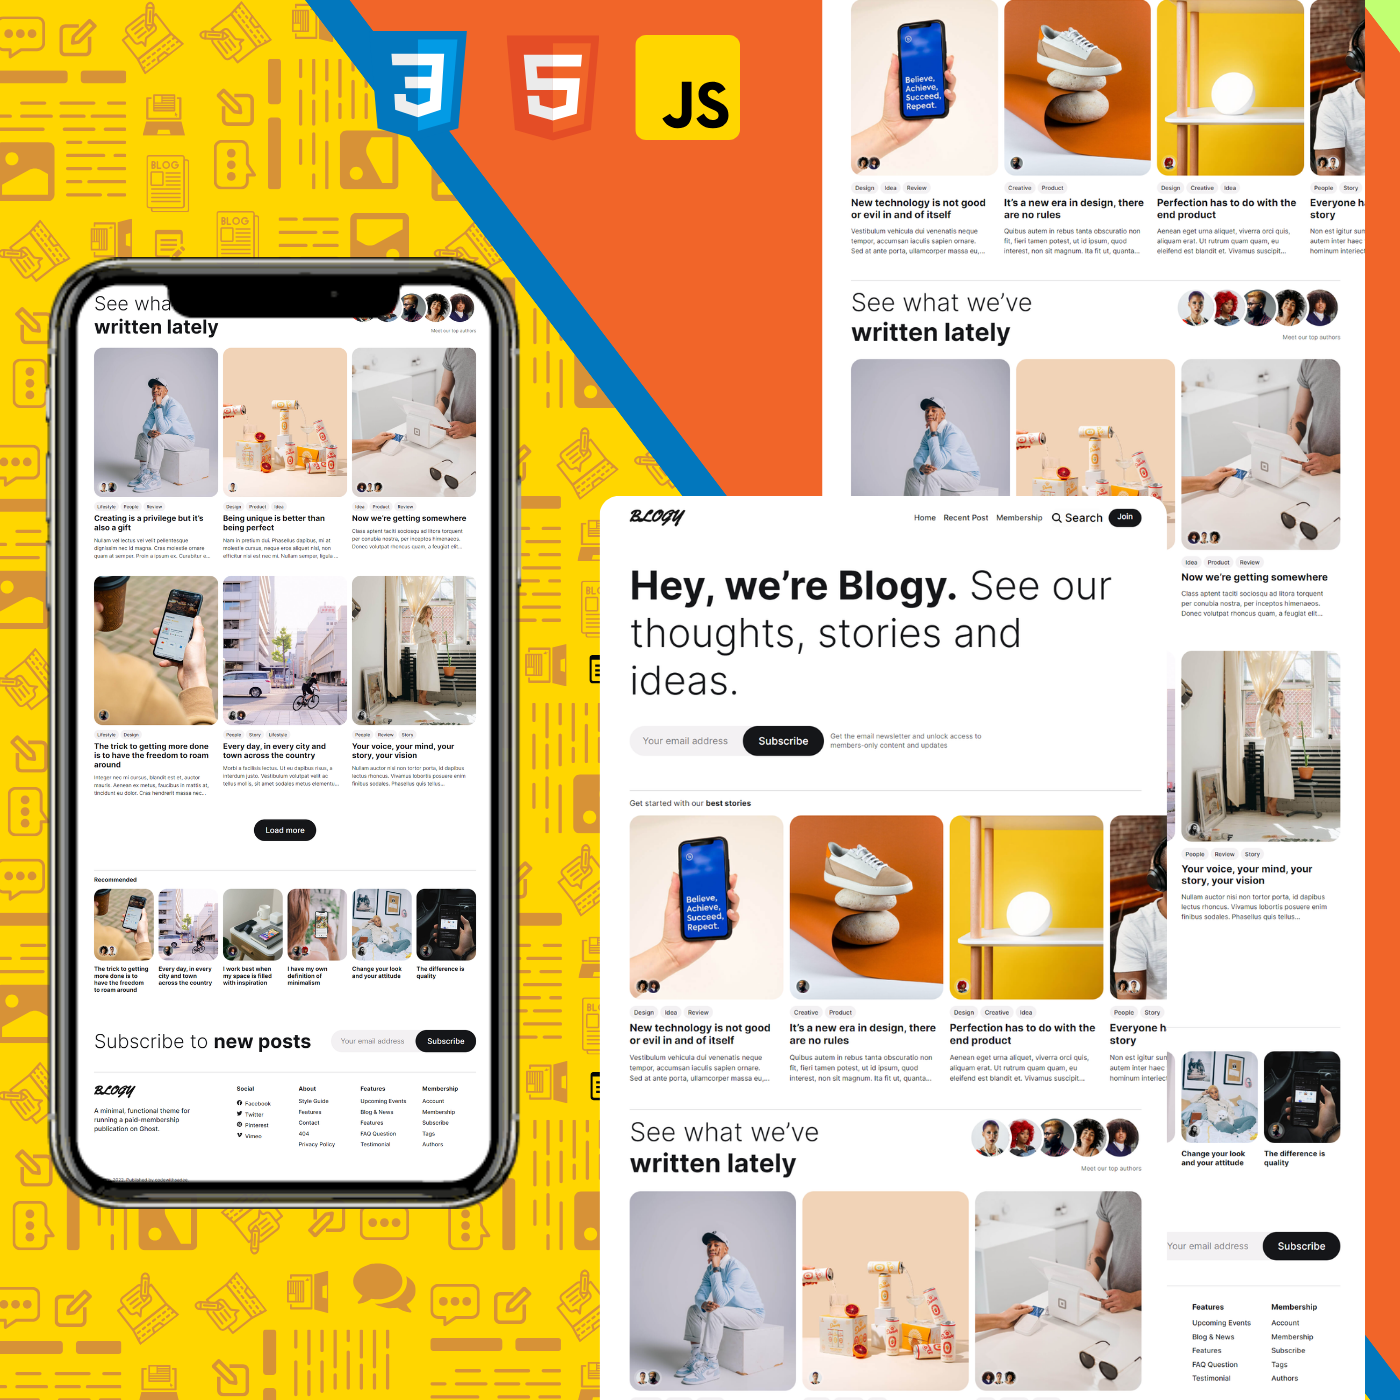 3
5
JS
BLOG
BLOG
See wha
written lately
Meet our top authors
Lifestyle People Review
Creating is a privilege but it's
also a gift
Nullam vel lectus vel velit pellentesque
dignissim nec id magna. Cras molestie ornare
quam at semper. Proin a ipsum ex. Curabitur e...
Design Product Idea
Being unique is better than
being perfect
Nam in pretium dui. Phasellus dapibus, mi at
molestie cursus, neque eros aliquet nisi, non
efficitur nisi est nec mi. Nullam semper, ligula ...
Idea Product Review
Now we're getting somewhere
Class aptent taciti sociosqu ad litora torquent
per conubia nostra, per inceptos himenaeos.
Donec volutpat rhoncus quam, a feugiat elit...
Lifestyle Design
The trick to getting more done
is to have the freedom to roam
around
Integer nec mi cursus, blandit est et, auctor
mauris. Aenean ex metus, faucibus in mattis at,
tincidunt eu dolor. Cras hendrerit massa nec...
People Story Lifestyle
Every day, in every city and
town across the country
Morbi a facilisis lectus. Ut eu dapibus risus, a
interdum justo. Vestibulum volutpat velit ac
tellus mollis, sit amet sodales metus elementu...
People Review Story
Your voice, your mind, your
story, your vision
Nullam auctor nisi non tortor porta, id dapibus
lectus rhoncus. Vivamus lobortis posuere enim
finibus sodales. Phasellus quis tellus...
Load more
Recommended
The trick to getting
more done is to
have the freedom
to roam around
Every day, in every
city and town
across the country
I work best when
my space is filled
with inspiration
I have my own
definition of
minimalism
Change your look
and your attitude
The difference is
quality
Subscribe to new posts
Your email address
Subscribe
BLOGY
A minimal, functional theme for
running a paid-membership
publication on Ghost.
Social
Facebook
Twitter
Pinterest
Vimeo
About
Style Guide
Features
Contact
404
Privacy Policy
Features
Upcoming Events
Blog & News
Features
FAQ Question
Testimonial
Membership
Account
Membership
Subscribe
Tags
Authors
2022. Published by
Believe,
Achieve,
Succeed,
Repeat.
Design Idea Review
New technology is not good
or evil in and of itself
Vestibulum vehicula dui venenatis neque
tempor, accumsan iaculis sapien ornare.
Sed at ante porta, ullamcorper massa eu,...
Creative Product
It's a new era in design, there
are no rules
Quibus autem in rebus tanta obscuratio non
fit, fieri tamen potest, ut id ipsum, quod
interest, non sit magnum. Ita fit ut, quanta...
Design Creative Idea
Perfection has to do with the
end product
Aenean eget urna aliquet, viverra orci quis,
aliquam erat. Ut rutrum quam quam, eu
eleifend est blandit et. Vivamus suscipit...
People Story
Everyone h
story
Non est igitur su
autem inter haec
hominum interiect
See what we've
written lately
Meet our top authors
Idea Product Review
Now we're getting somewhere
Class aptent taciti sociosqu ad litora torquent
per conubia nostra, per inceptos himenaeos.
Donec volutpat rhoncus quam, a feugiat elit...
People Review Story
Your voice, your mind, your
story, your vision
Nullam auctor nisi non tortor porta, id dapibus
lectus rhoncus. Vivamus lobortis posuere enim
finibus sodales. Phasellus quis tellus...
Change your look
and your attitude
The difference is
quality
Your email address
Subscribe
Features
Upcoming Events
Blog & News
Features
FAQ Question
Testimonial
Membership
Account
Membership
Subscribe
Tags
Authors
BLOGY
Home Recent Post Membership Search Join
Hey, we're Blogy. See our
thoughts, stories and
ideas.
Your email address
Subscribe
Get the email newsletter and unlock access to
members-only content and updates
Get started with our best stories
Believe,
Achieve,
Succeed,
Repeat.
Design Idea Review
New technology is not good
or evil in and of itself
Vestibulum vehicula dui venenatis neque
tempor, accumsan iaculis sapien ornare.
Sed at ante porta, ullamcorper massa eu,...
Creative Product
It's a new era in design, there
are no rules
Quibus autem in rebus tanta obscuratio non
fit, fieri tamen potest, ut id ipsum, quod
interest, non sit magnum. Ita fit ut, quanta...
Design Creative Idea
Perfection has to do with the
end product
Aenean eget urna aliquet, viverra orci quis,
aliquam erat. Ut rutrum quam quam, eu
eleifend est blandit et. Vivamus suscipit...
People Story
Everyone h
story
Non est igitur sun
autem inter haec
hominum interiect
See what we've
written lately
Meet our top authors